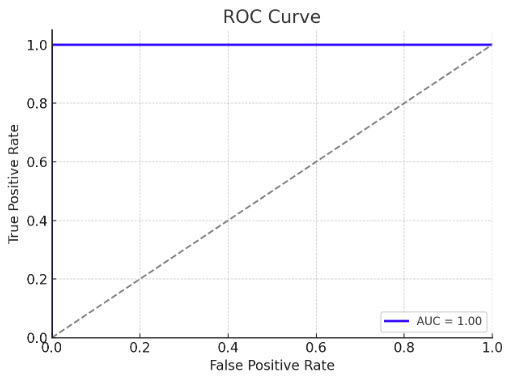 ROC Curve
True Positive Rate
1.0
0.8
0.6
0.4
0.2
0.0
0.0 0.2 0.4 0.6 0.8 1.0
False Positive Rate
AUC = 1.00